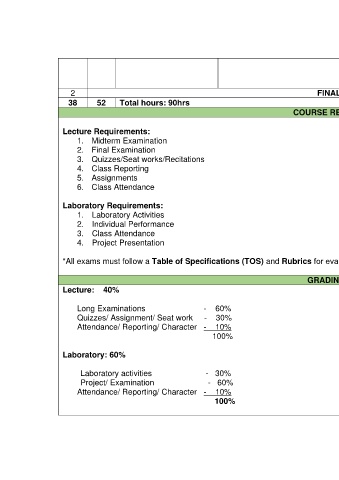 2 FINAL
38 52 Total hours: 90hrs
COURSE RE
Lecture Requirements:
1. Midterm Examination
2. Final Examination
3. Quizzes/Seat works/Recitations
4. Class Reporting
5. Assignments
6. Class Attendance
Laboratory Requirements:
1. Laboratory Activities
2. Individual Performance
3. Class Attendance
4. Project Presentation
*All exams must follow a Table of Specifications (TOS) and Rubrics for eva
GRADIN
Lecture: 40%
Long Examinations - 60%
Quizzes/ Assignment/ Seat work - 30%
Attendance/ Reporting/ Character - 10%
100%
Laboratory: 60%
Laboratory activities - 30%
Project/ Examination - 60%
Attendance/ Reporting/ Character - 10%
100%